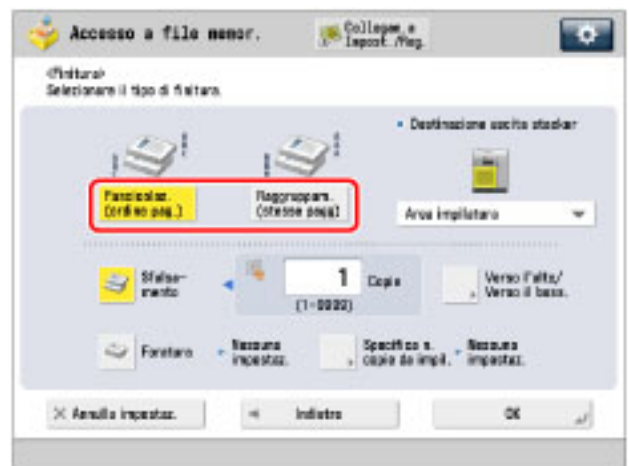 Accesso a file memor.
Collegam. e
Impost./Reg.
<Finitura>
Selezionare il tipo di finitura.
Destinazione uscita stacker
Fascicolaz.
(ordine pag.)
Raggruppam.
(stesse pagg)
Area impilatura
Sfalsa-
mento
1
Copie
(1-9999)
Verso l'alto/
Verso il bass.
Foratura
Nessuna
impostaz.
Specifica n.
copie da impil.
Nessuna
impostaz.
Annulla impostaz.
Indietro
OK